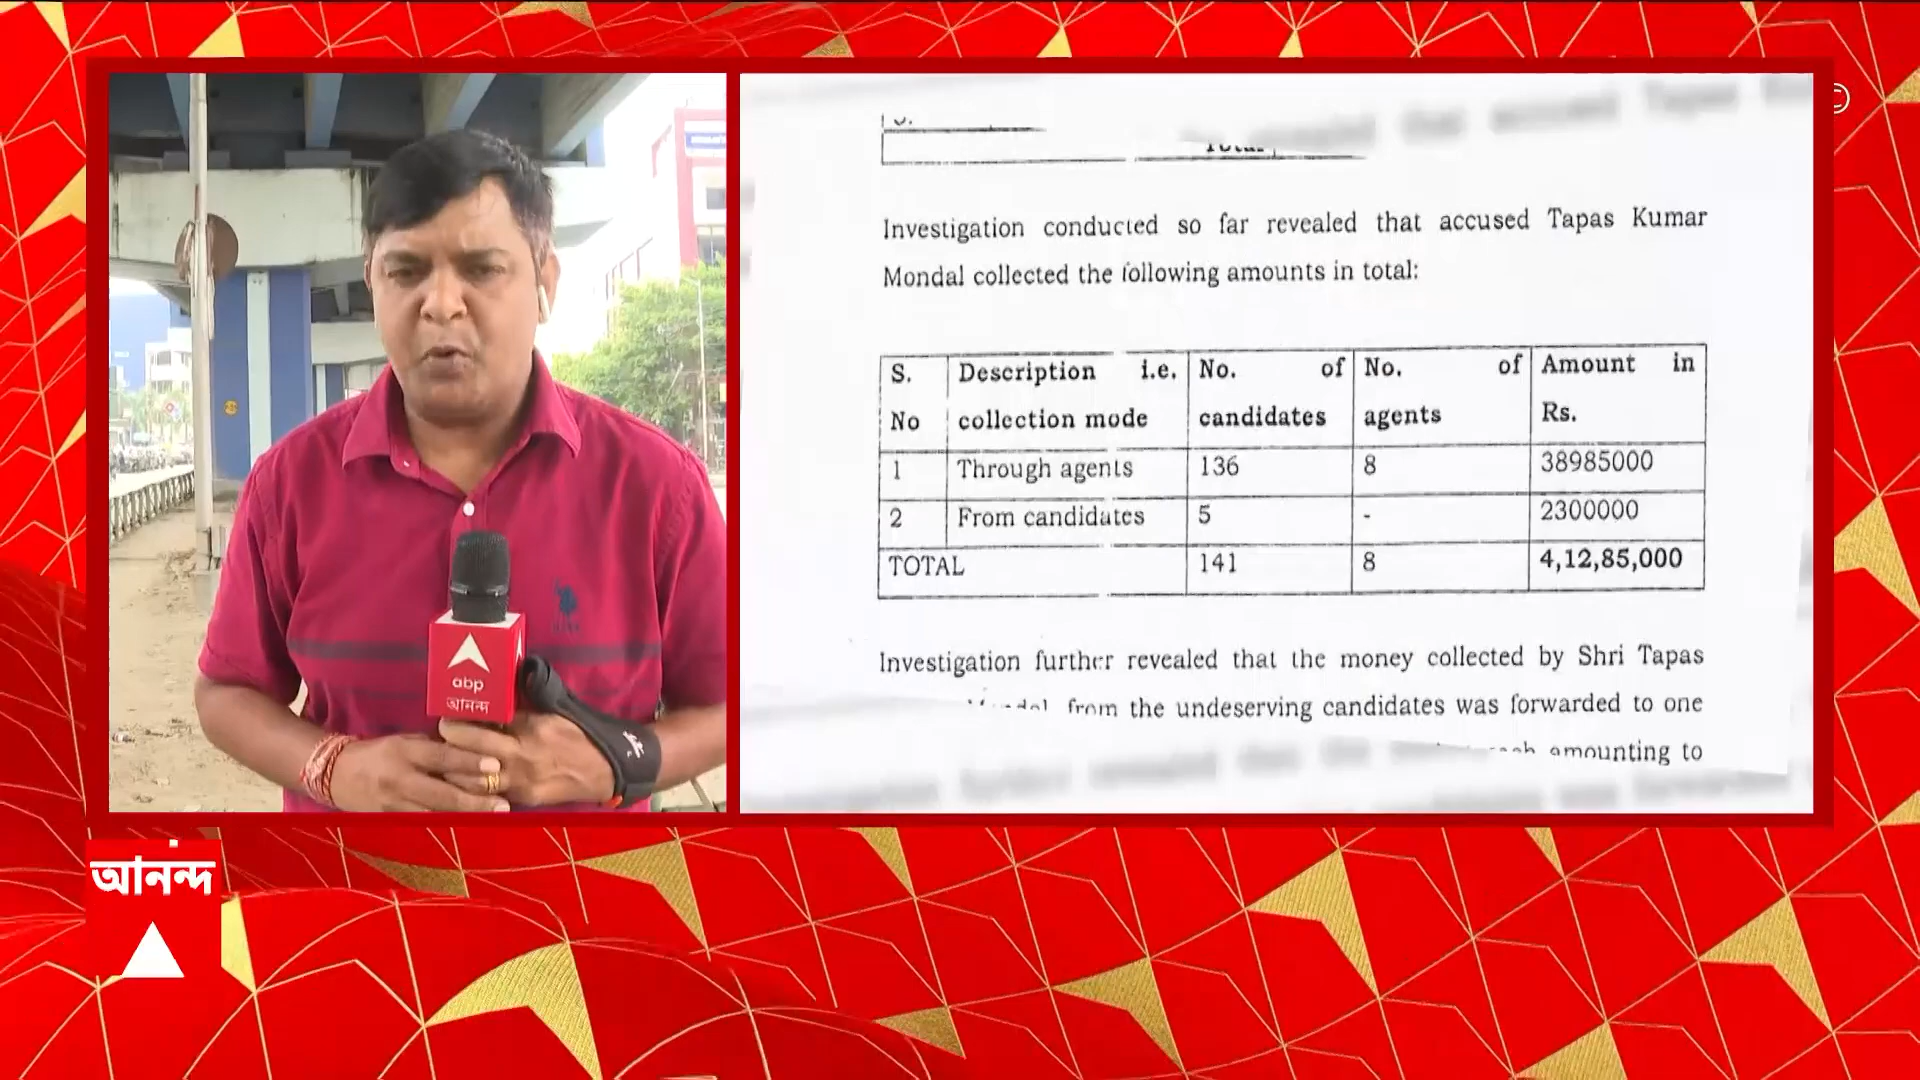 ©
Investigation conducted so far revealed that accused Tapas Kumar
Mondal collected the following amounts in total:
S. No Description i.e. collection mode No. of candidates No. of agents Amount in Rs.
1 Through agents 136 8 38985000
2 From candidates 5 - 2300000
TOTAL 141 8 4,12,85,000
Investigation further revealed that the money collected by Shri Tapas
from the undeserving candidates was forwarded to one
amounting to
abp
আনন্দ
আনন্দ